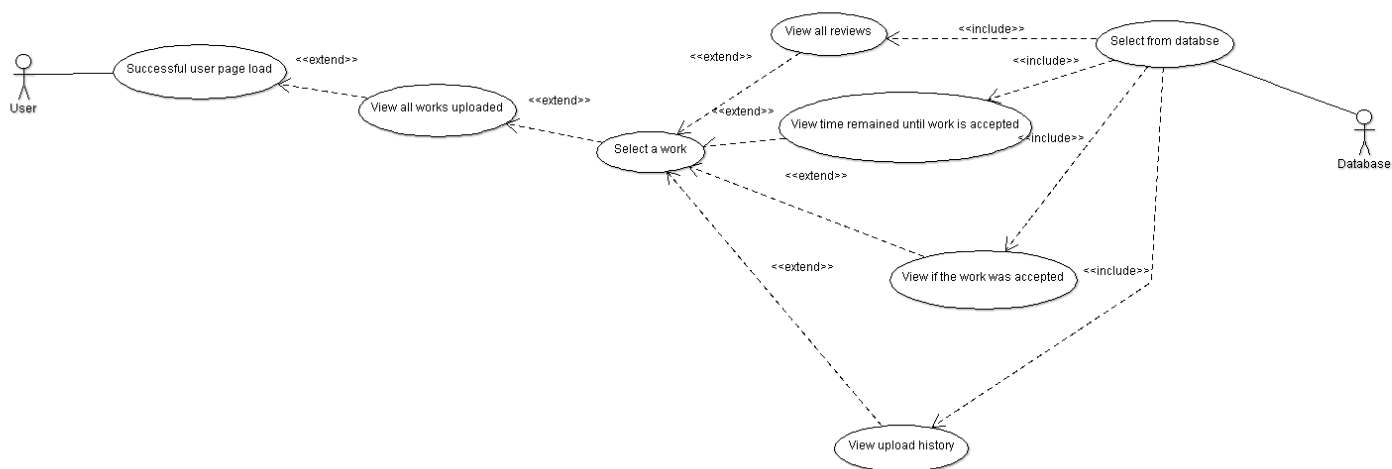 View all reviews
<<include>>
Select from databse
<<extend>>
<<extend>>
Successful user page load
<<include>>
User
View all works uploaded
<<extend>>
<<extend>>
View time remained until work is accepted
<<include>>
Select a work
Database
<<extend>>
<<extend>>
View if the work was accepted
<<include>>
View upload history